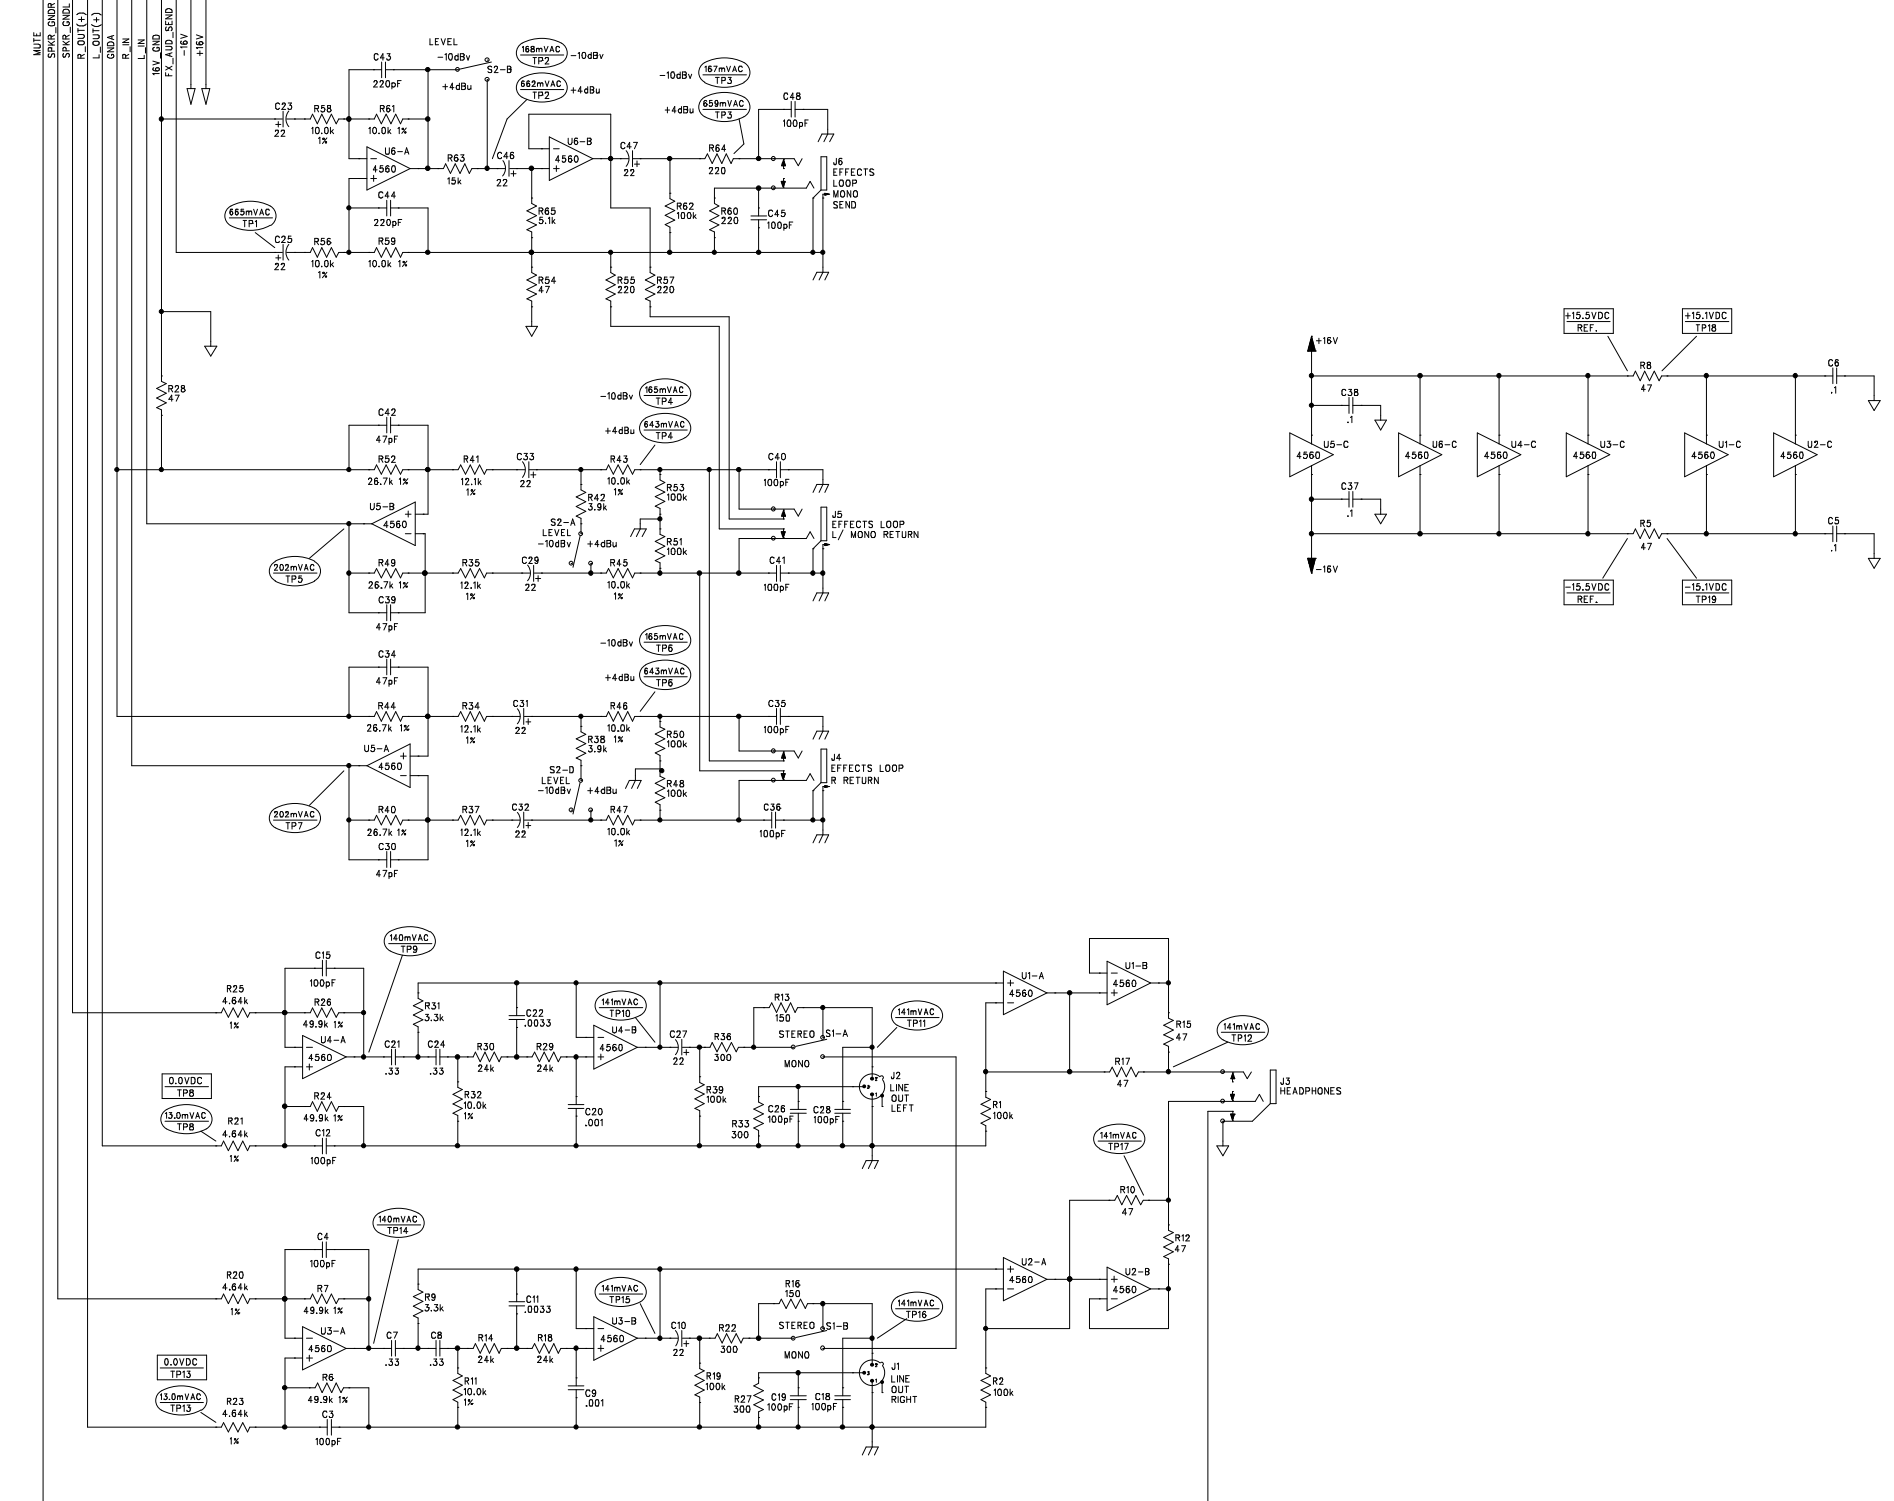 MUTE
SPKR_GNDR
SPKR_GNDL
R_OUT(+)
L_OUT(+)
GNDA
R_IN
L_IN
16V_GND
FX_AUD_SEND
-16V
+16V
C43
220pF
LEVEL
-10dBv
S2-B
+4dBu
168mVAC
TP2
-10dBv
662mVAC
TP2
+4dBu
-10dBv
167mVAC
TP3
+4dBu
659mVAC
TP3
C48
100pF
C23
+
22
R58
10.0k
1%
R61
10.0k 1%
U6-A
-
4560
+
R63
15k
C46
+
22
U6-B
-
4560
+
C47
+
22
R64
220
J6
EFFECTS
LOOP
MONO
SEND
C44
220pF
665mVAC
TP1
C25
+
22
R56
10.0k
1%
R59
10.0k 1%
R65
5.1k
R62
100k
R60
220
C45
100pF
R54
47
R55
220
R57
220
R28
47
C42
47pF
-10dBv
165mVAC
TP4
+4dBu
643mVAC
TP4
R52
26.7k 1%
R41
12.1k
1%
C33
+
22
R43
10.0k
1%
C40
100pF
R42
3.9k
R53
100k
U5-B
+
4560
-
S2-A
LEVEL
-10dBv
+4dBu
R51
100k
J5
EFFECTS LOOP
L/ MONO RETURN
202mVAC
TP5
R49
26.7k 1%
R35
12.1k
1%
C29
+
22
R45
10.0k
1%
C41
100pF
C39
47pF
-10dBv
165mVAC
TP6
+4dBu
643mVAC
TP6
C34
47pF
R44
26.7k 1%
R34
12.1k
1%
C31
+
22
R46
10.0k
1%
C35
100pF
R38
3.9k
R50
100k
U5-A
+
4560
-
S2-D
LEVEL
-10dBv
+4dBu
R48
100k
J4
EFFECTS LOOP
R RETURN
202mVAC
TP7
R40
26.7k 1%
R37
12.1k
1%
C32
+
22
R47
10.0k
1%
C36
100pF
C30
47pF
+16V
+15.5VDC
REF.
+15.1VDC
TP18
R8
47
C6
.1
C38
.1
U5-C
4560
U6-C
4560
U4-C
4560
U3-C
4560
U1-C
4560
U2-C
4560
C37
.1
R5
47
C5
.1
-16V
-15.5VDC
REF.
-15.1VDC
TP19
140mVAC
TP9
C15
100pF
R25
4.64k
1%
R26
49.9k 1%
R31
3.3k
C22
.0033
141mVAC
TP10
R13
150
141mVAC
TP11
U4-A
-
4560
+
C21
.33
C24
.33
R30
24k
R29
24k
U4-B
-
4560
+
C27
+
22
R36
300
STEREO
S1-A
MONO
U1-A
+
4560
-
U1-B
-
4560
+
R15
47
141mVAC
TP12
R17
47
J3
HEADPHONES
0.0VDC
TP8
13.0mVAC
TP8
R21
4.64k
1%
R24
49.9k 1%
C12
100pF
R32
10.0k
1%
C20
.001
R39
100k
R33
300
C26
100pF
C28
100pF
2
3
1
J2
LINE
OUT
LEFT
R1
100k
141mVAC
TP17
R10
47
R12
47
140mVAC
TP14
C4
100pF
R20
4.64k
1%
R7
49.9k 1%
R9
3.3k
C11
.0033
141mVAC
TP15
R16
150
141mVAC
TP16
U2-A
+
4560
-
U2-B
+
4560
-
U3-A
-
4560
+
C7
.33
C8
.33
R14
24k
R18
24k
U3-B
-
4560
+
C10
+
22
R22
300
STEREO
S1-B
MONO
0.0VDC
TP13
13.0mVAC
TP13
R23
4.64k
1%
R6
49.9k 1%
C3
100pF
R11
10.0k
1%
C9
.001
R19
100k
R27
300
C19
100pF
C18
100pF
2
3
1
J1
LINE
OUT
RIGHT
R2
100k